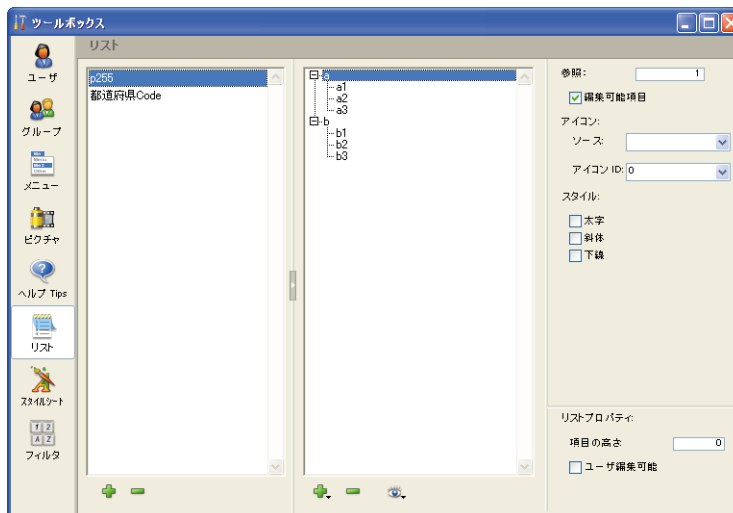 ツールボックス
ユーザ
グループ
メニュー
ピクチャ
ヘルプ Tips
リスト
スタイルシート
フィルタ
リスト
p255
都道府県Code
a
a1
a2
a3
b
b1
b2
b3
参照: 1
編集可能項目
アイコン:
ソース:
アイコン ID: 0
スタイル:
太字
斜体
下線
リストプロパティ:
項目の高さ 0
ユーザ編集可能